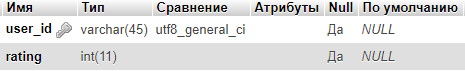 Имя Тип Сравнение Атрибуты Null По умолчанию
user_id varchar(45) utf8_general_ci Да NULL
rating int(11) Да NULL